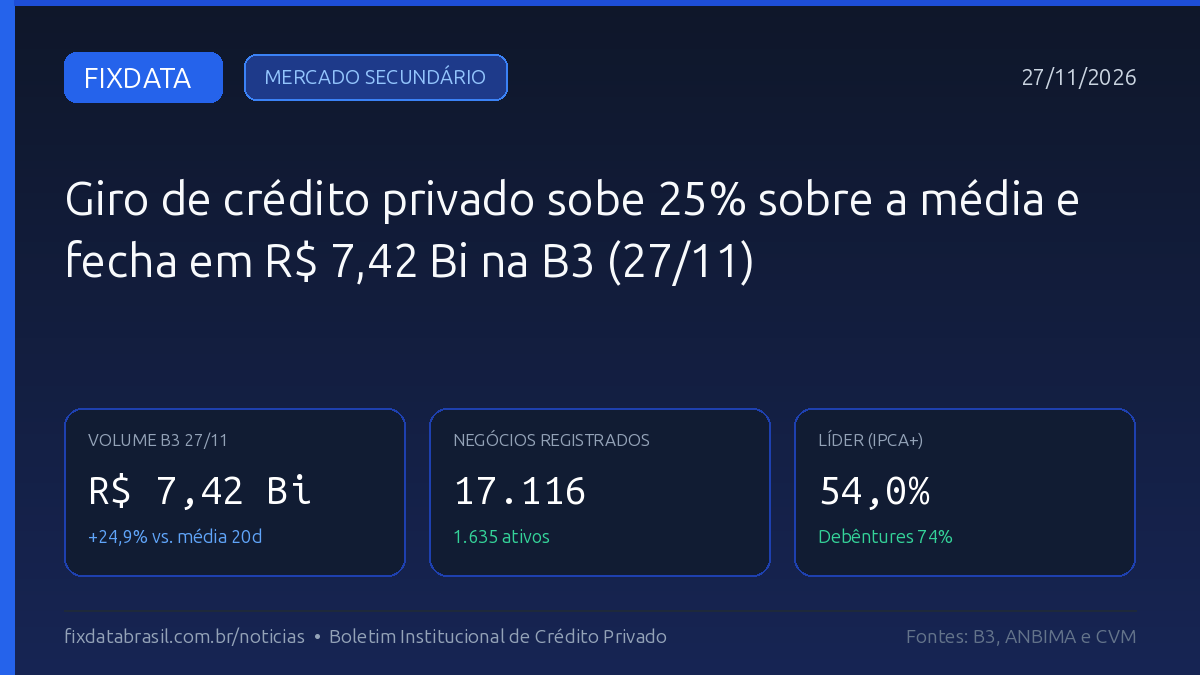 FIXDATA
MERCADO SECUNDÁRIO
27/11/2026
Giro de crédito privado sobe 25% sobre a média e
fecha em R$ 7,42 Bi na B3 (27/11)
VOLUME B3 27/11
R$ 7,42 Bi
+24,9% vs. média 20d
NEGÓCIOS REGISTRADOS
17.116
1.635 ativos
LÍDER (IPCA+)
54,0%
Debêntures 74%
fixdatabrasil.com.br/noticias • Boletim Institucional de Crédito Privado
Fontes: B3, ANBIMA e CVM